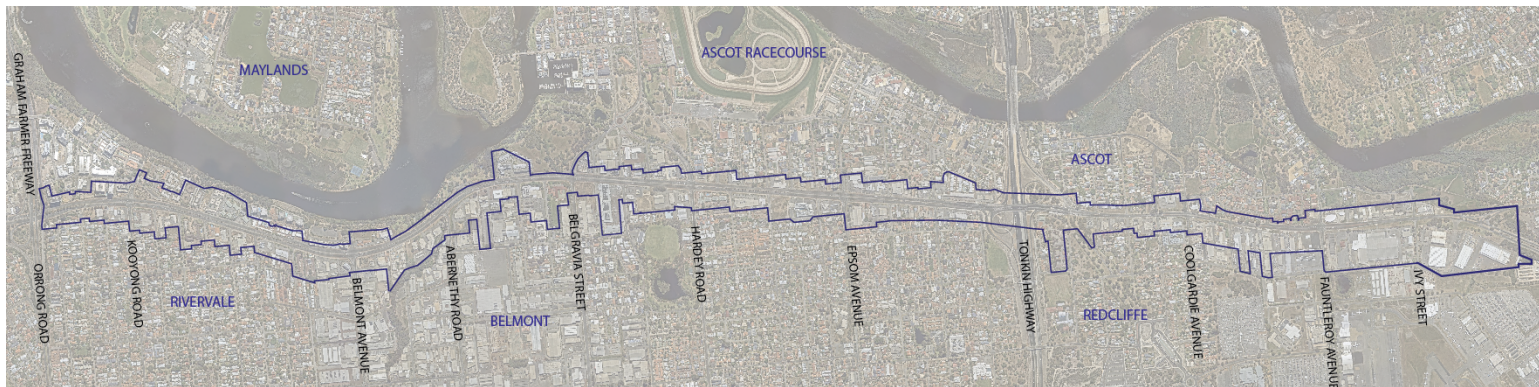 GRAHAM FARMER FREEWAY
MAYLANDS
ASCOT RACECOURSE
ASCOT
ORRONG ROAD
KOOYONG ROAD
RIVERVALE
BELMONT AVENUE
ABERNETHY ROAD
BELMONT
BELGRAVIA STREET
HARDEY ROAD
EPSOM AVENUE
TONKIN HIGHWAY
REDCLIFFE
COOLGARDIE AVENUE
FAUNTLEROY AVENUE
IVY STREET